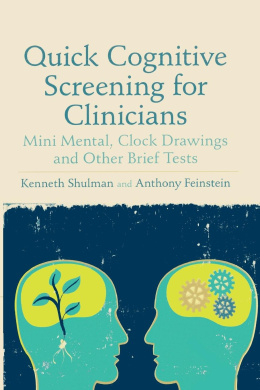 Quick Cognitive
Screening for
Clinicians
Mini Mental, Clock Drawings
and Other Brief Tests
Kenneth Shulman and Anthony Feinstein